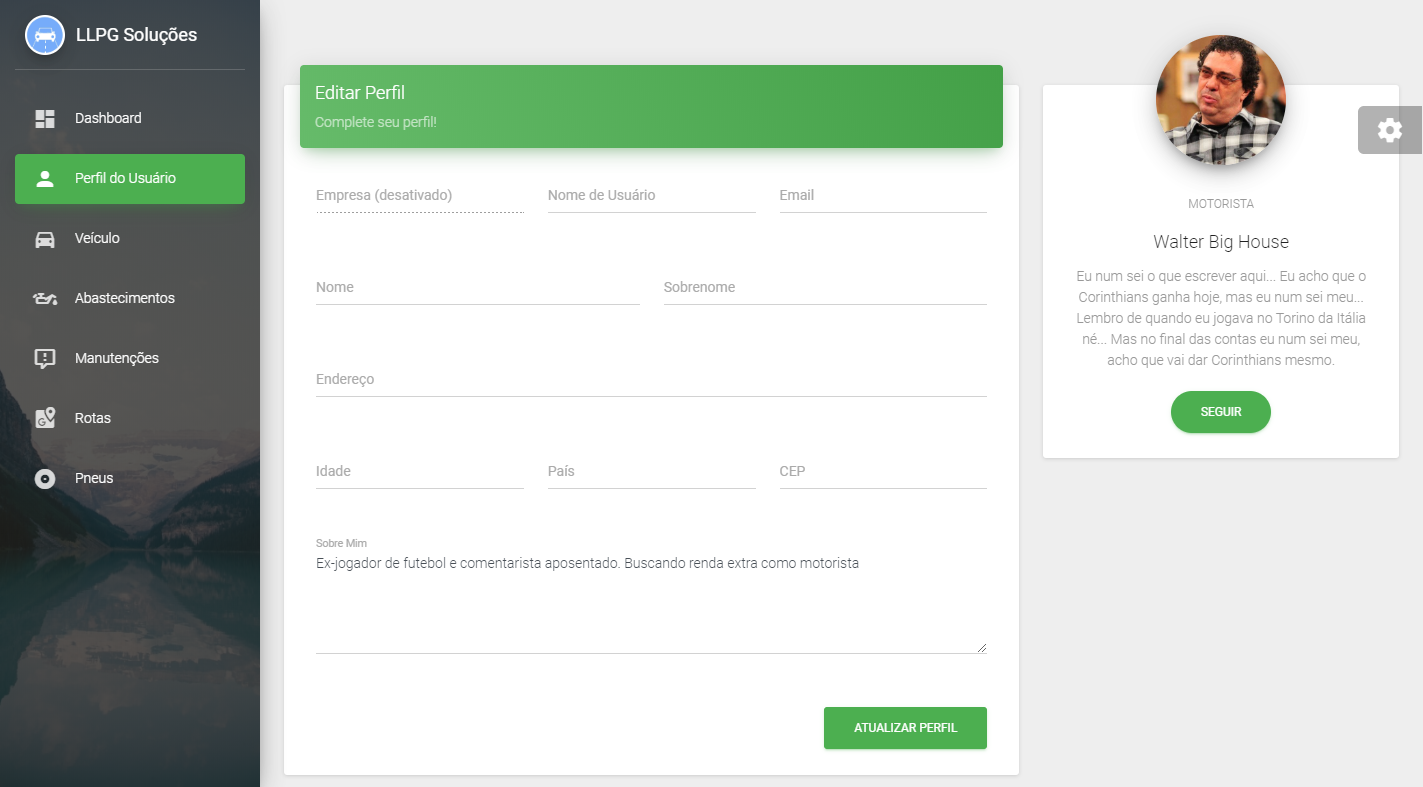 LLPG Soluções
Dashboard
Perfil do Usuário
Veículo
Abastecimentos
Manutenções
Rotas
Pneus
Editar Perfil
Complete seu perfil!
Empresa (desativado)
Nome de Usuário
Email
Nome
Sobrenome
Endereço
Idade
País
CEP
Sobre Mim
Ex-jogador de futebol e comentarista aposentado. Buscando renda extra como motorista
ATUALIZAR PERFIL
MOTORISTA
Walter Big House
Eu num sei o que escrever aqui... Eu acho que o
Corinthians ganha hoje, mas eu num sei meu...
Lembro de quando eu jogava no Torino da Itália
né... Mas no final das contas eu num sei meu,
acho que vai dar Corinthians mesmo.
SEGUIR